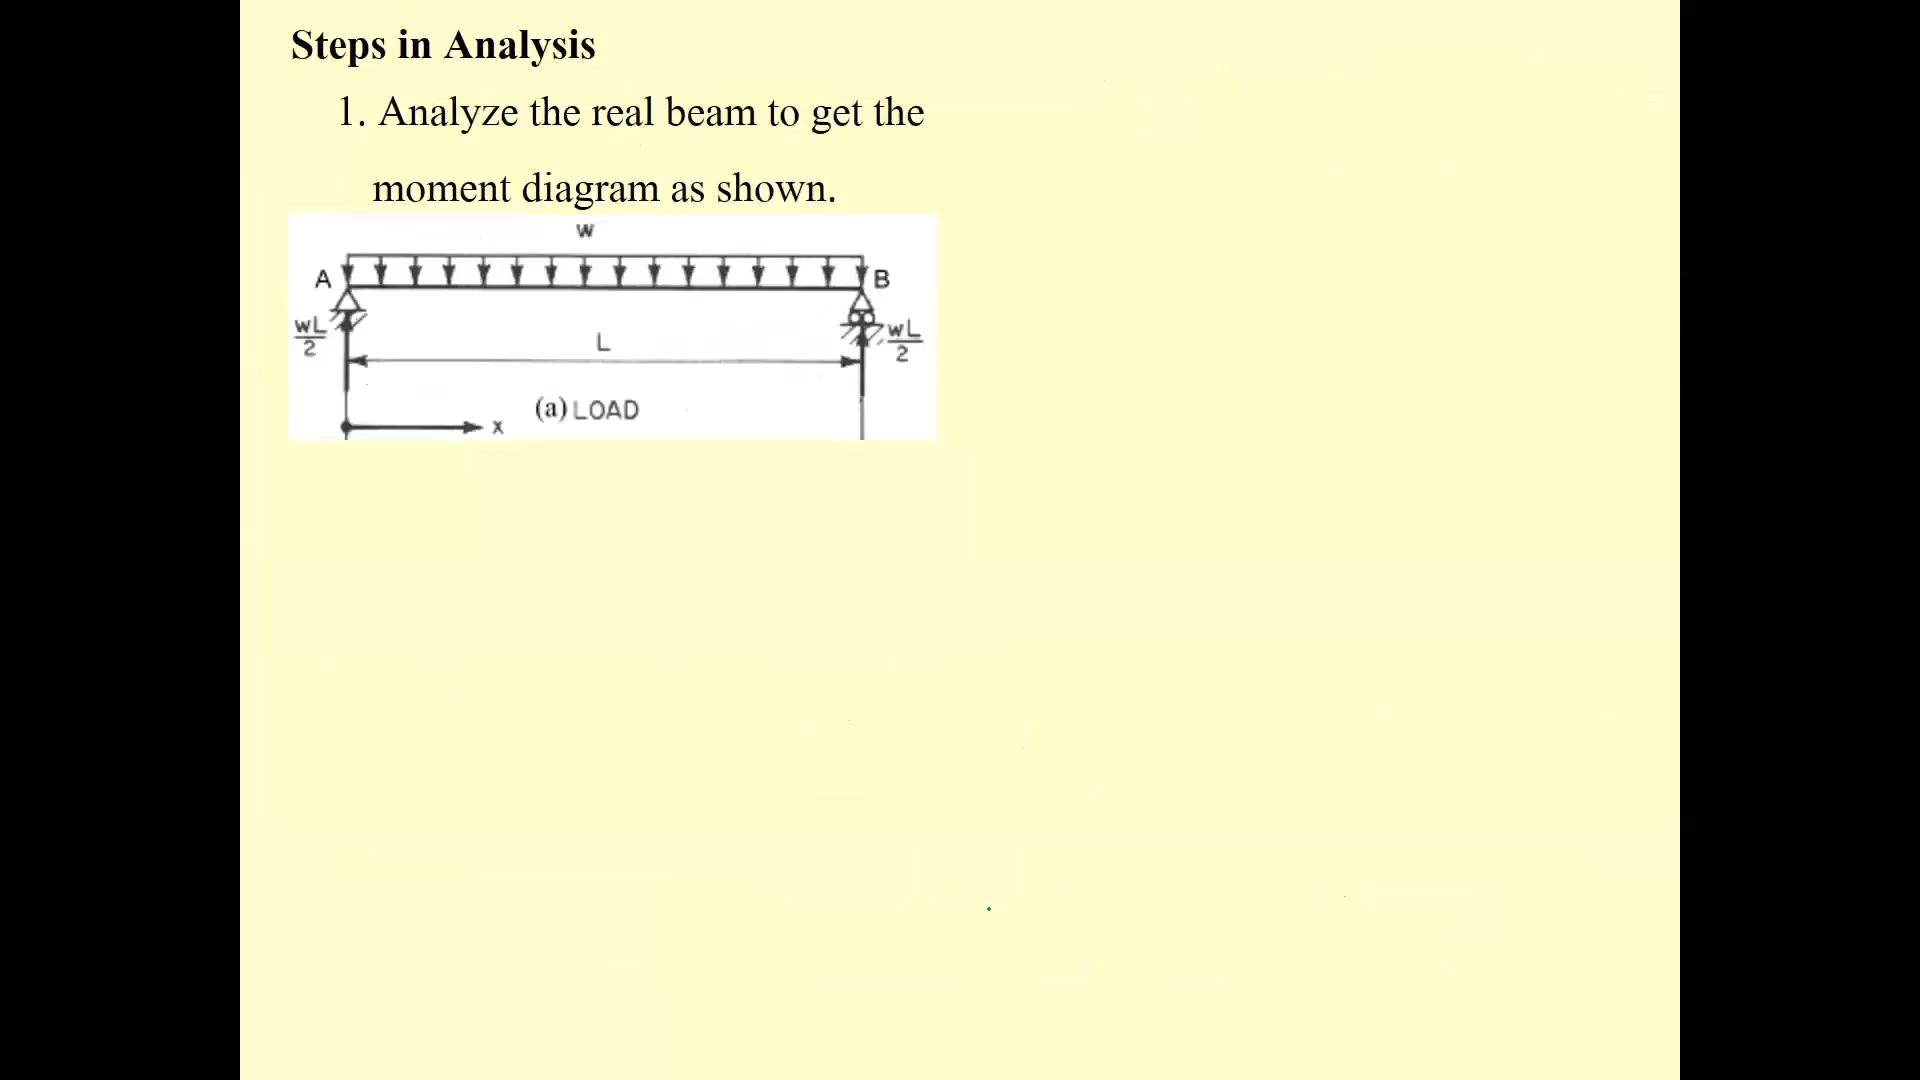 Steps in Analysis
1. Analyze the real beam to get the
moment diagram as shown.
w
A
B
wL
2
L
wL
2
(a) LOAD
x